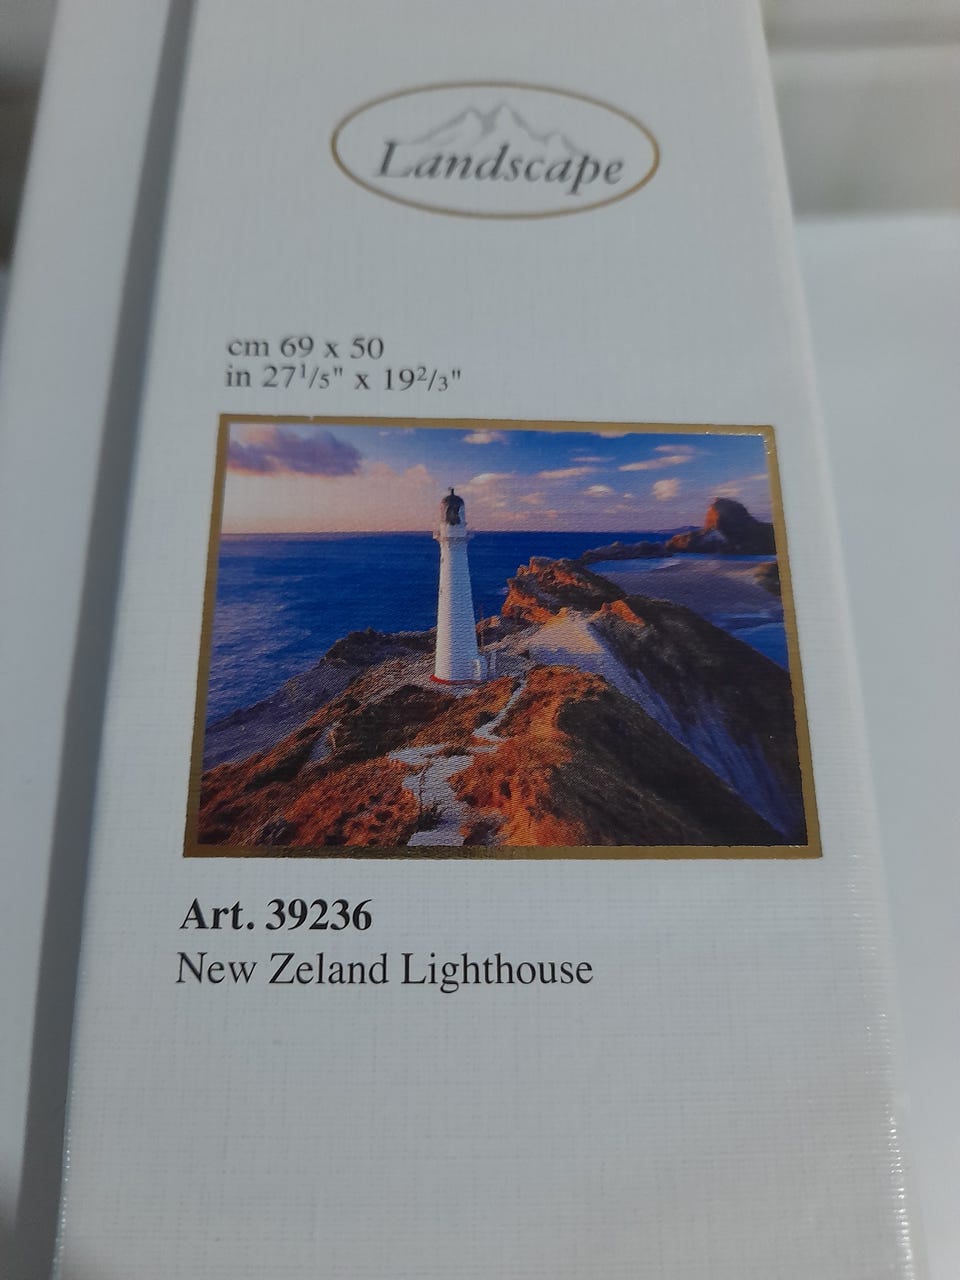 Landscape
cm 69 x 50
in 27 1/5" x 19 2/3"
Art. 39236
New Zeland Lighthouse